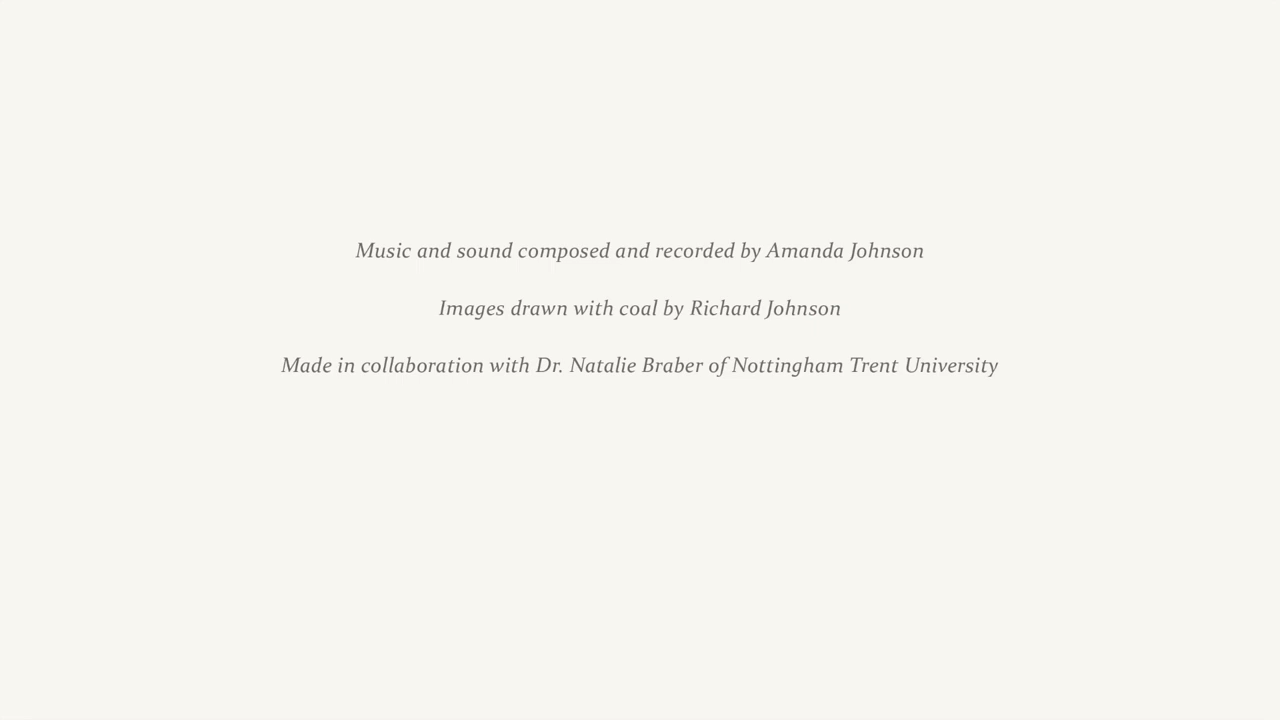 Music and sound composed and recorded by Amanda Johnson
Images drawn with coal by Richard Johnson
Made in collaboration with Dr. Natalie Braber of Nottingham Trent University